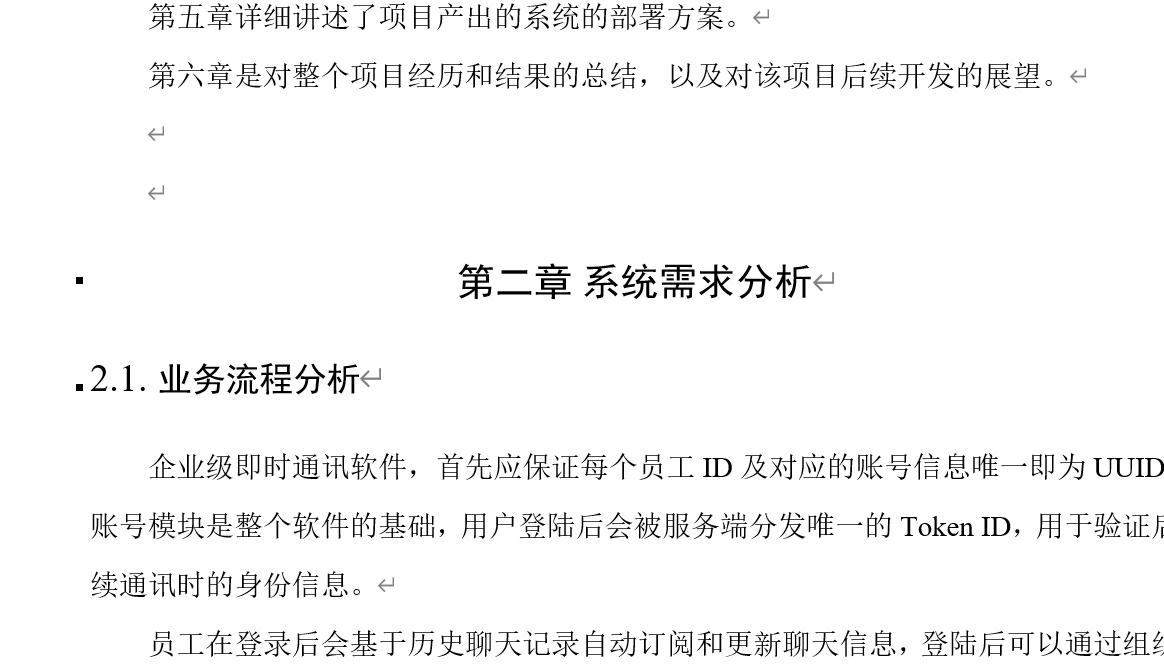 第五章详细讲述了项目产出的系统的部署方案。
第六章是对整个项目经历和结果的总结，以及对该项目后续开发的展望。
第二章 系统需求分析
2.1. 业务流程分析
企业级即时通讯软件，首先应保证每个员工 ID 及对应的账号信息唯一即为 UUID
账号模块是整个软件的基础，用户登陆后会被服务端分发唯一的 Token ID，用于验证后
续通讯时的身份信息。
员工在登录后会基于历史聊天记录自动订阅和更新聊天信息，登陆后可以通过组织